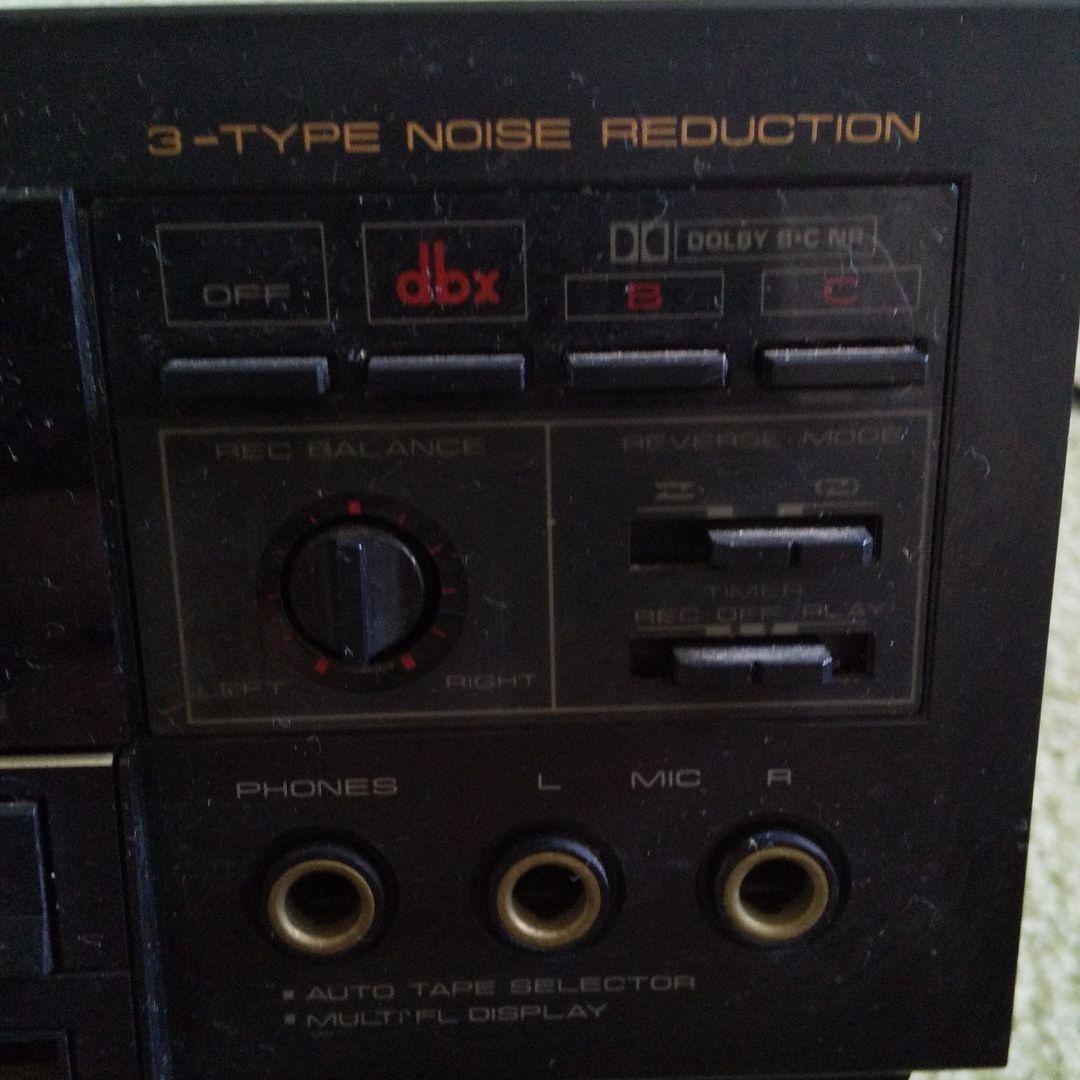 3-TYPE NOISE REDUCTION
OFF
dbx
DOLBY B·C NR
B
C
REC BALANCE
LEFT
RIGHT
REVERSE MODE
TIMER
REC OFF PLAY
PHONES
L MIC R
▪ AUTO TAPE SELECTOR
▪ MULTI FL DISPLAY